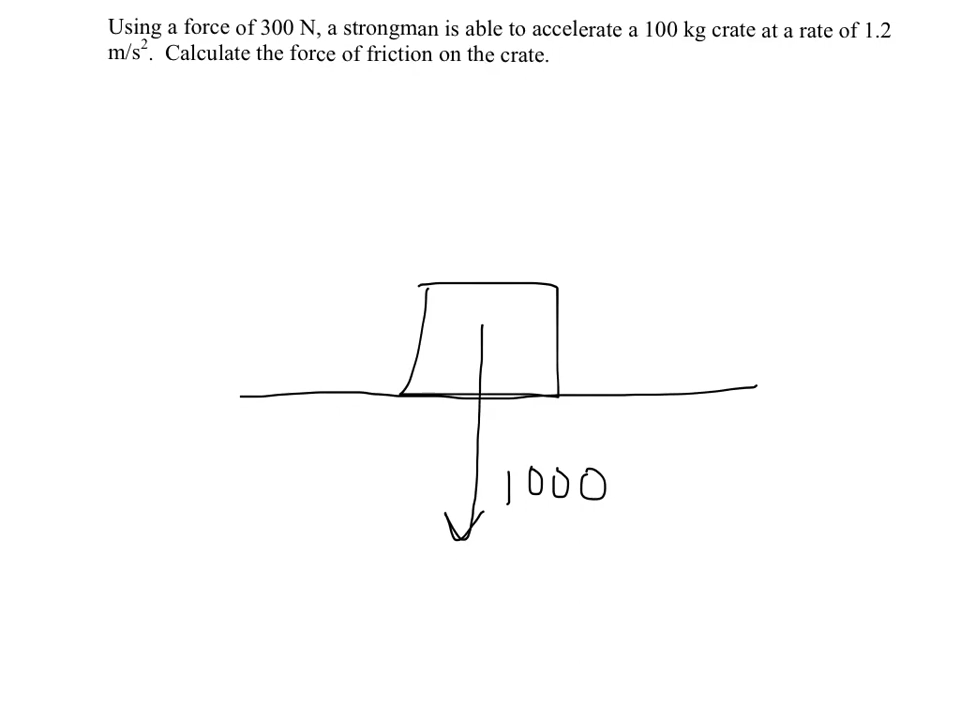 Using a force of 300 N, a strongman is able to accelerate a 100 kg crate at a rate of 1.2
m/s². Calculate the force of friction on the crate.
1000